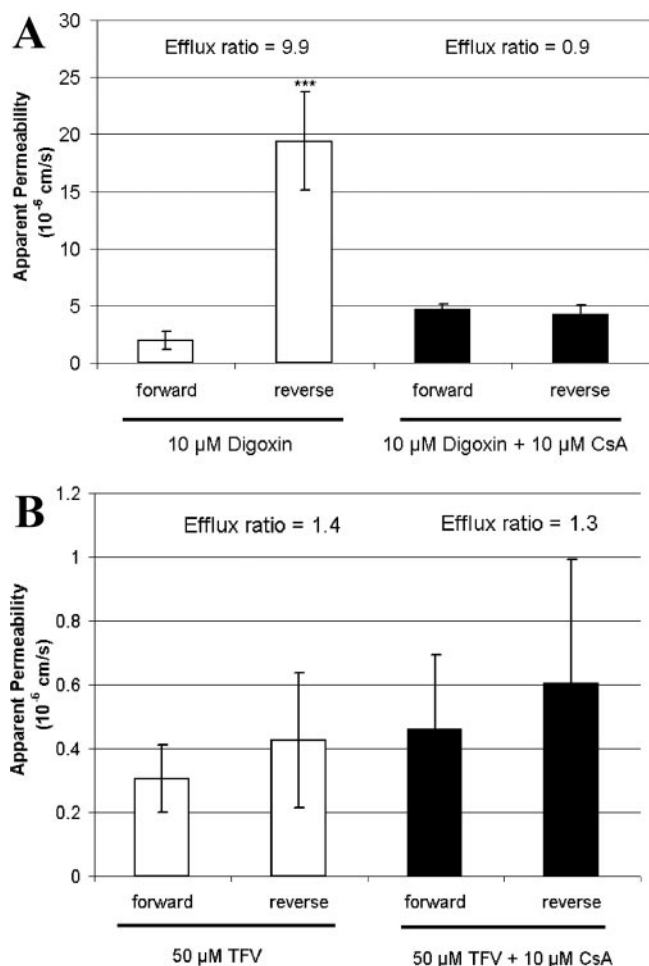 A
Efflux ratio = 9.9
Efflux ratio = 0.9
Apparent Permeability
(10⁻⁶ cm/s)
30
25
20
15
10
5
0
***
forward
reverse
forward
reverse
10 µM Digoxin
10 µM Digoxin + 10 µM CsA
B
Efflux ratio = 1.4
Efflux ratio = 1.3
Apparent Permeability
(10⁻⁶ cm/s)
1.2
1
0.8
0.6
0.4
0.2
0
forward
reverse
forward
reverse
50 µM TFV
50 µM TFV + 10 µM CsA